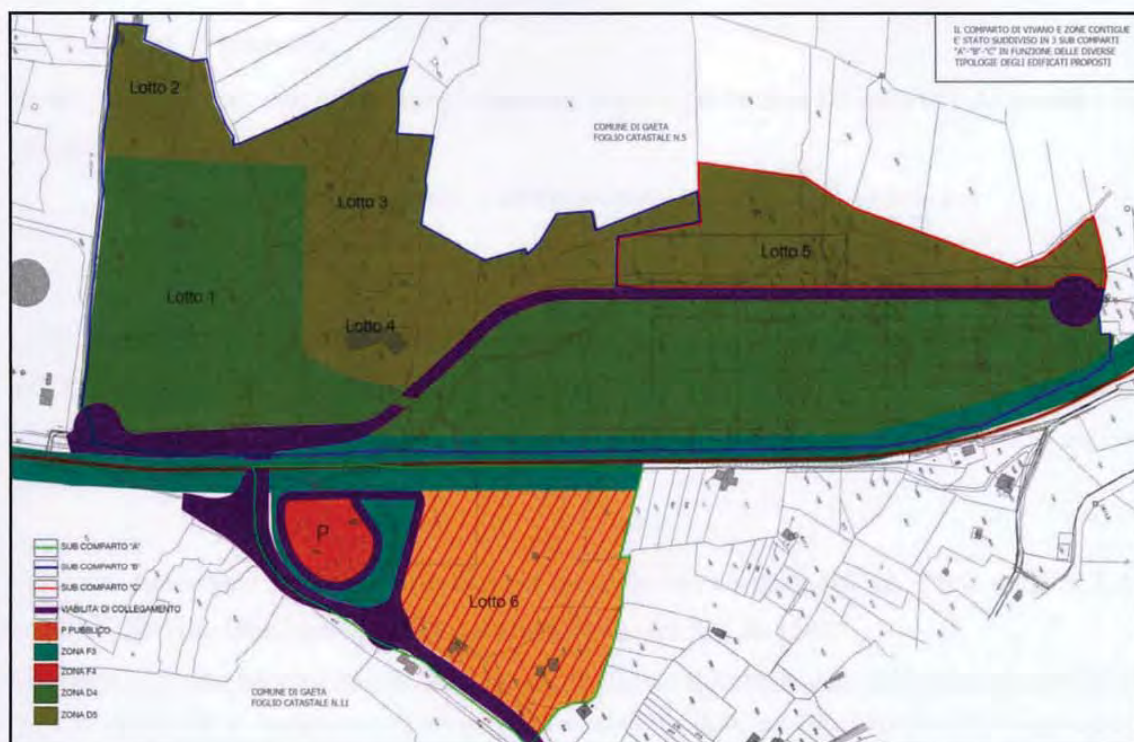 IL COMPARTO DI VIVANO E ZONE CONTIGUE
E' STATO SUDDIVISO IN 3 SUB COMPARTI
"A"-"B"-"C" IN FUNZIONE DELLE DIVERSE
TIPOLOGIE DEGLI EDIFICATI PROPOSTI
Lotto 2
COMUNE DI GAETA
FOGLIO CATASTALE N.5
Lotto 3
Lotto 5
Lotto 1
Lotto 4
P
Lotto 6
SUB COMPARTO "A"
SUB COMPARTO "B"
SUB COMPARTO "C"
VIABILITA' DI COLLEGAMENTO
P PUBBLICO
ZONA F3
ZONA F4
ZONA D4
ZONA D5
COMUNE DI GAETA
FOGLIO CATASTALE N.11